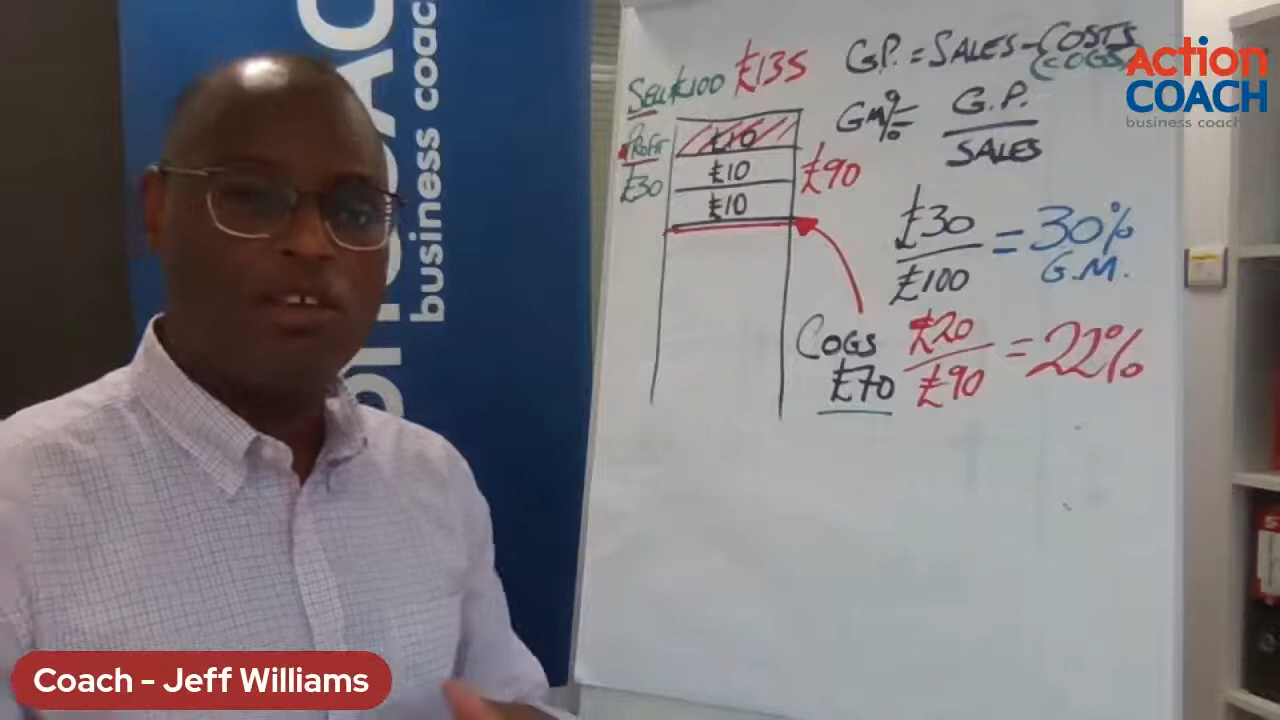 business coac
Sell £100 £135
Profit
£30
£10
£10
£10
£90
G.P. = SALES - COSTS
(COGS)
GM% = G.P.
SALES
£30
£100
= 30%
G.M.
COGS
£70
£20
£90
= 22%
ACTION
COACH
business coach
Coach - Jeff Williams